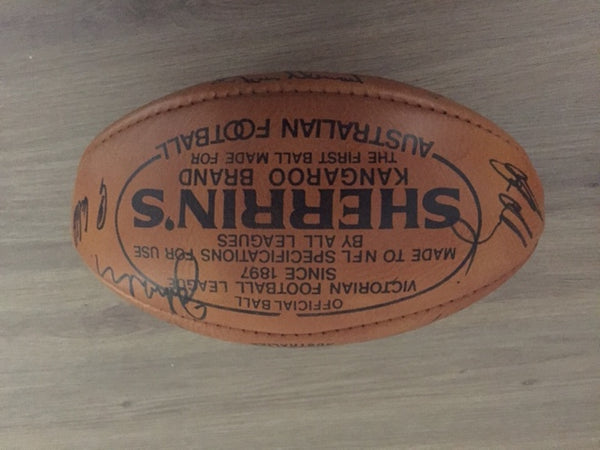 OFFICIAL BALL
VICTORIAN FOOTBALL LEAGUE
SINCE 1897
MADE TO NFL SPECIFICATIONS FOR USE
BY ALL LEAGUES
SHERRIN'S
KANGAROO BRAND
THE FIRST BALL MADE FOR
AUSTRALIAN FOOTBALL